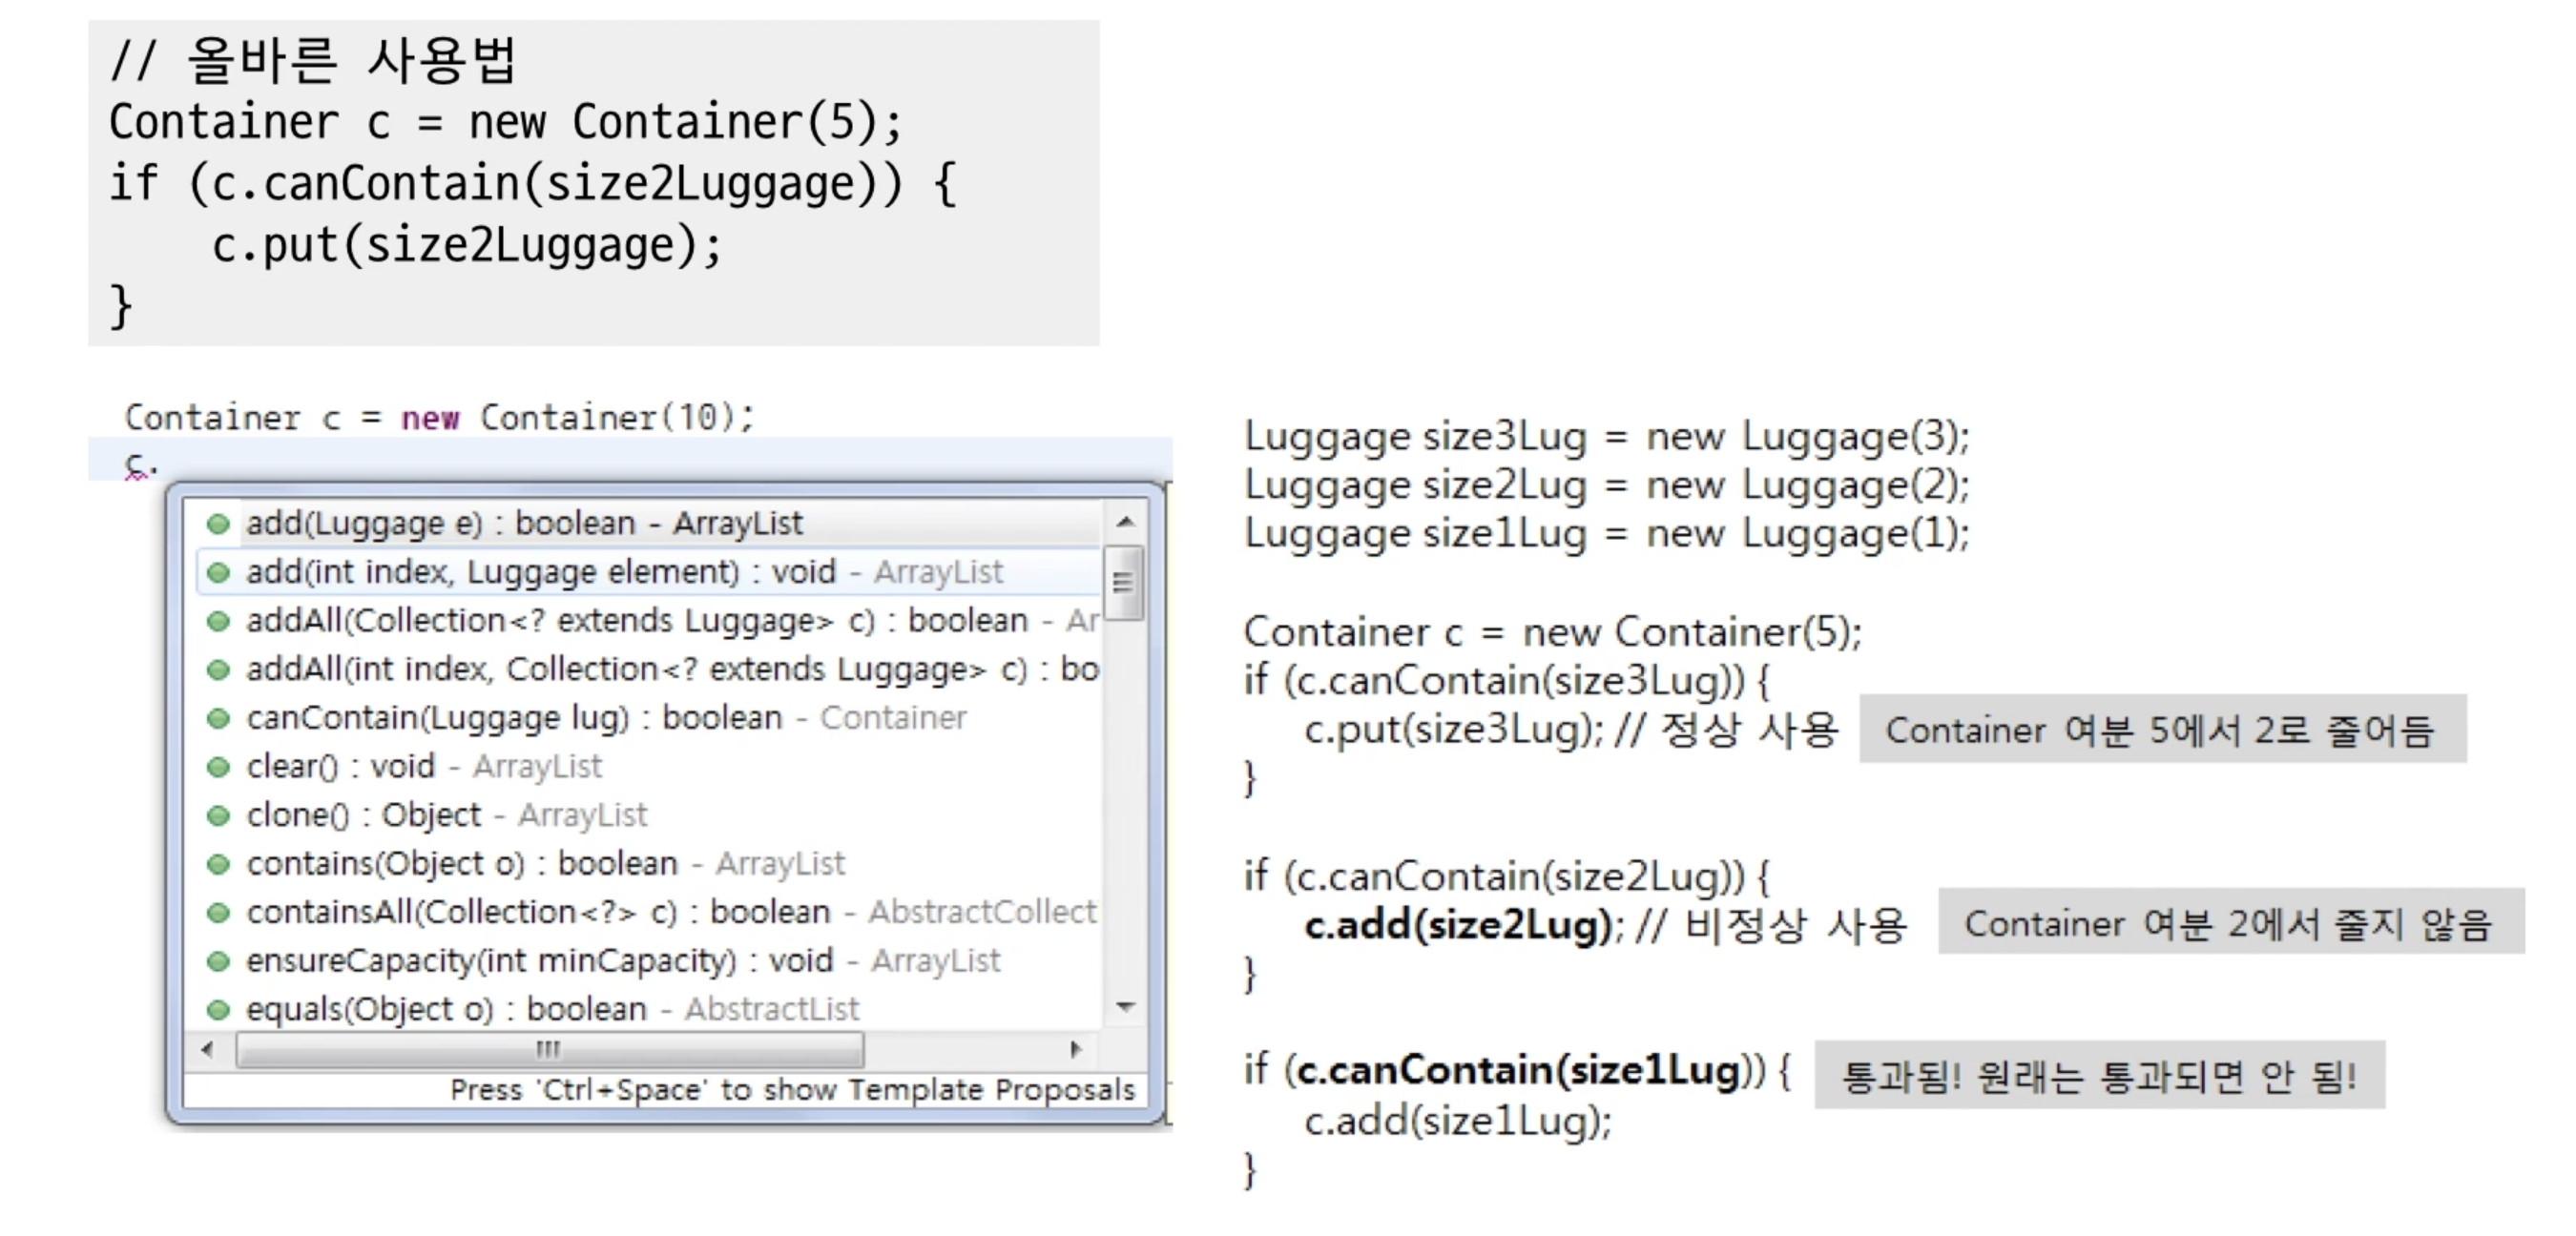 // 올바른 사용법
Container c = new Container(5);
if (c.canContain(size2Luggage)) {
    c.put(size2Luggage);
}
Container c = new Container(10);
c.
add(Luggage e) : boolean - ArrayList
add(int index, Luggage element) : void - ArrayList
addAll(Collection<? extends Luggage> c) : boolean - Ar
addAll(int index, Collection<? extends Luggage> c) : bo
canContain(Luggage lug) : boolean - Container
clear() : void - ArrayList
clone() : Object - ArrayList
contains(Object o) : boolean - ArrayList
containsAll(Collection<?> c) : boolean - AbstractCollect
ensureCapacity(int minCapacity) : void - ArrayList
equals(Object o) : boolean - AbstractList
Press 'Ctrl+Space' to show Template Proposals
Luggage size3Lug = new Luggage(3);
Luggage size2Lug = new Luggage(2);
Luggage size1Lug = new Luggage(1);
Container c = new Container(5);
if (c.canContain(size3Lug)) {
    c.put(size3Lug); // 정상 사용 Container 여분 5에서 2로 줄어듬
}
if (c.canContain(size2Lug)) {
    c.add(size2Lug); // 비정상 사용 Container 여분 2에서 줄지 않음
}
if (c.canContain(size1Lug)) { 통과됨! 원래는 통과되면 안 됨!
    c.add(size1Lug);
}